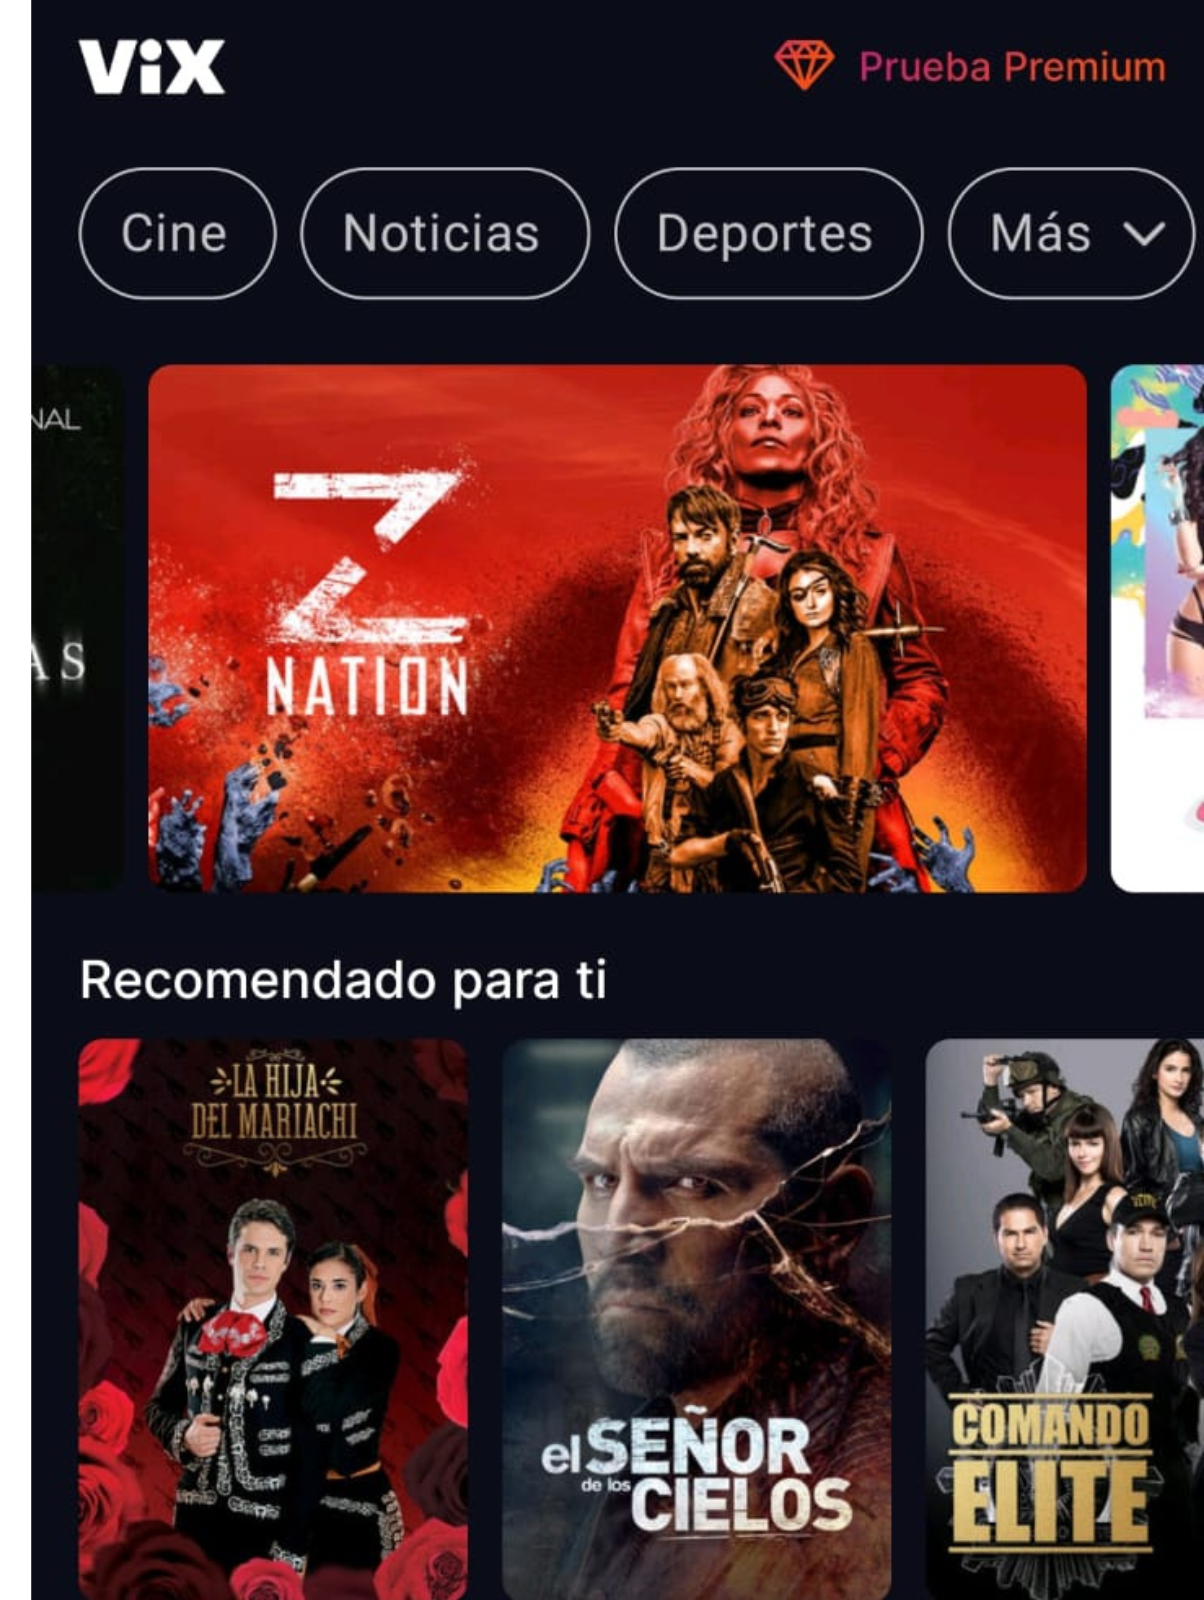 ViX
Prueba Premium
Cine
Noticias
Deportes
Más
NAL
AS
Z
NATION
Recomendado para ti
LA HIJA
DEL MARIACHI
el SEÑOR
de los CIELOS
COMANDO
ELITE